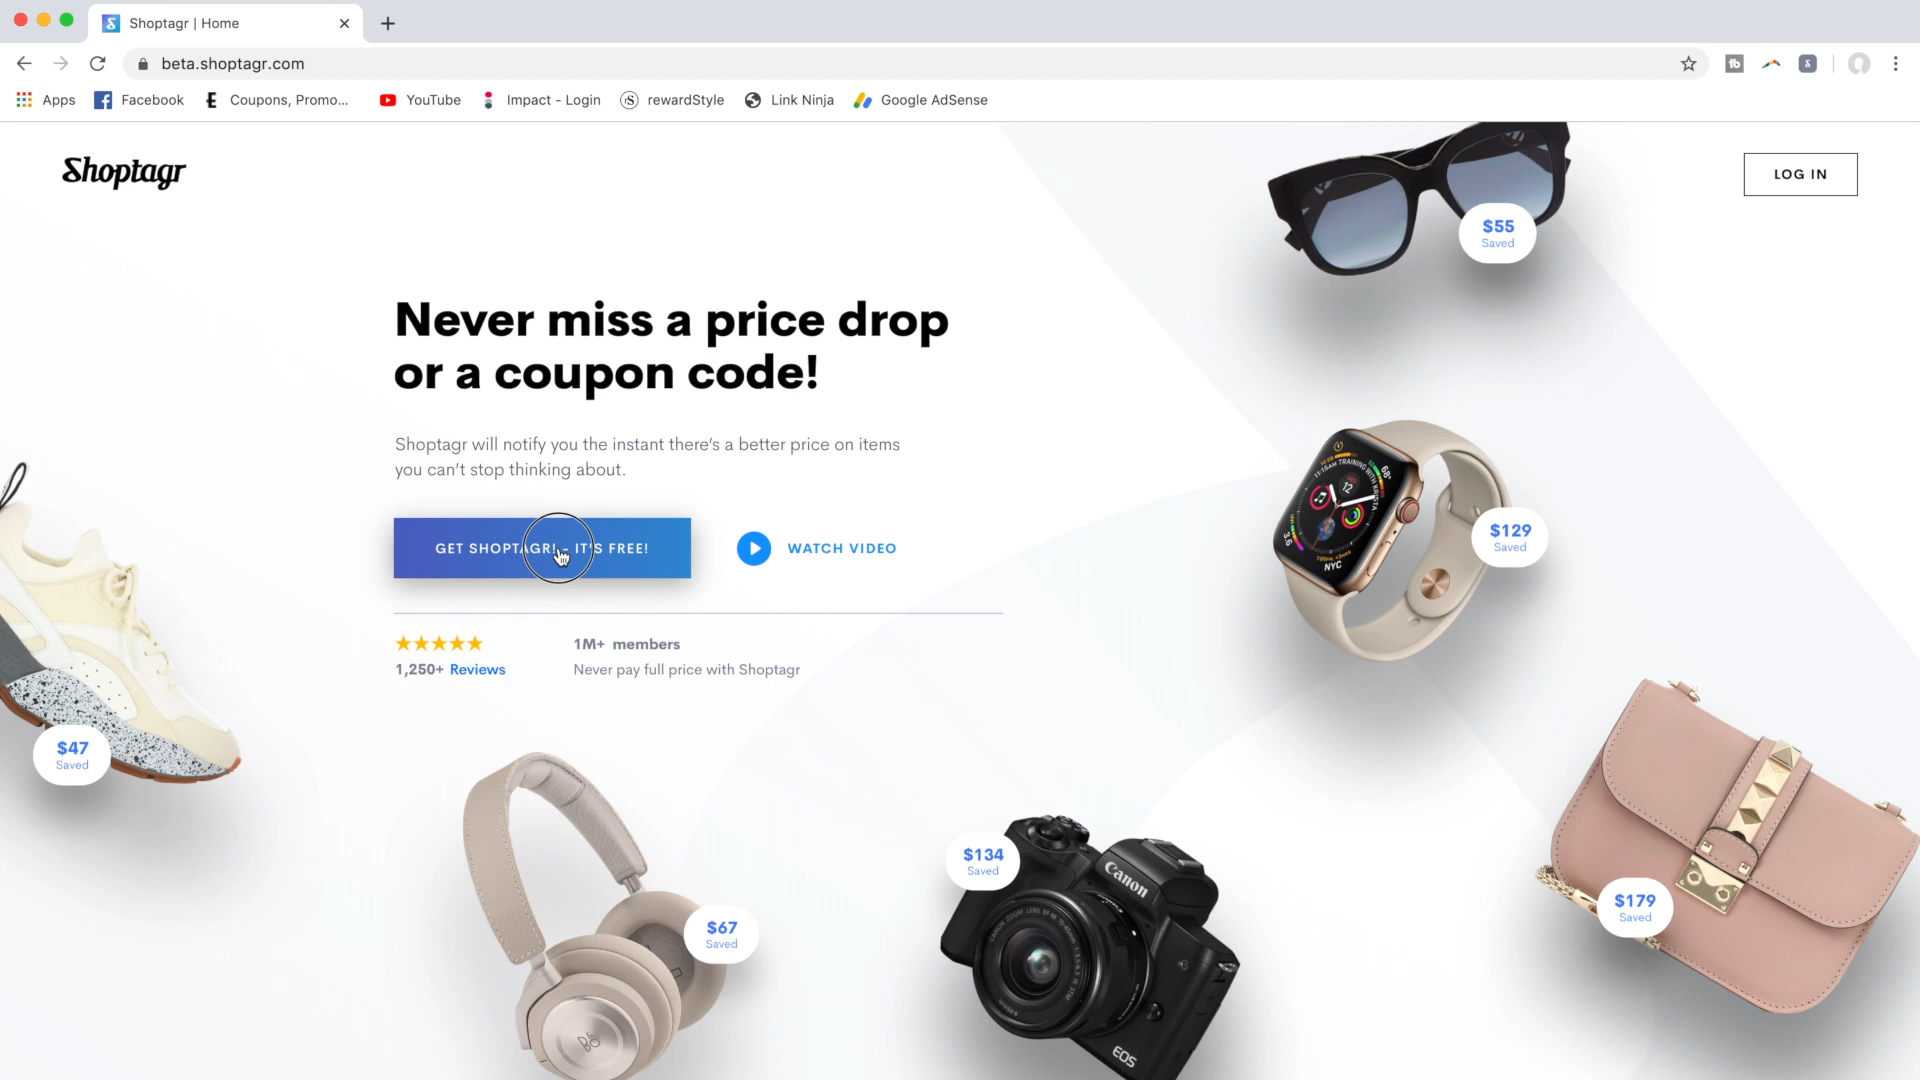 Shoptagr | Home
beta.shoptagr.com
Apps
Facebook
Coupons, Promo...
YouTube
Impact - Login
rewardStyle
Link Ninja
Google AdSense
Shoptagr
LOG IN
$55
Saved
Never miss a price drop
or a coupon code!
Shoptagr will notify you the instant there's a better price on items
you can't stop thinking about.
GET SHOPTAGR! - IT'S FREE!
WATCH VIDEO
$129
Saved
12
NYC
1,250+ Reviews
1M+ members
Never pay full price with Shoptagr
$47
Saved
$67
Saved
$134
Saved
Canon
EOS
$179
Saved